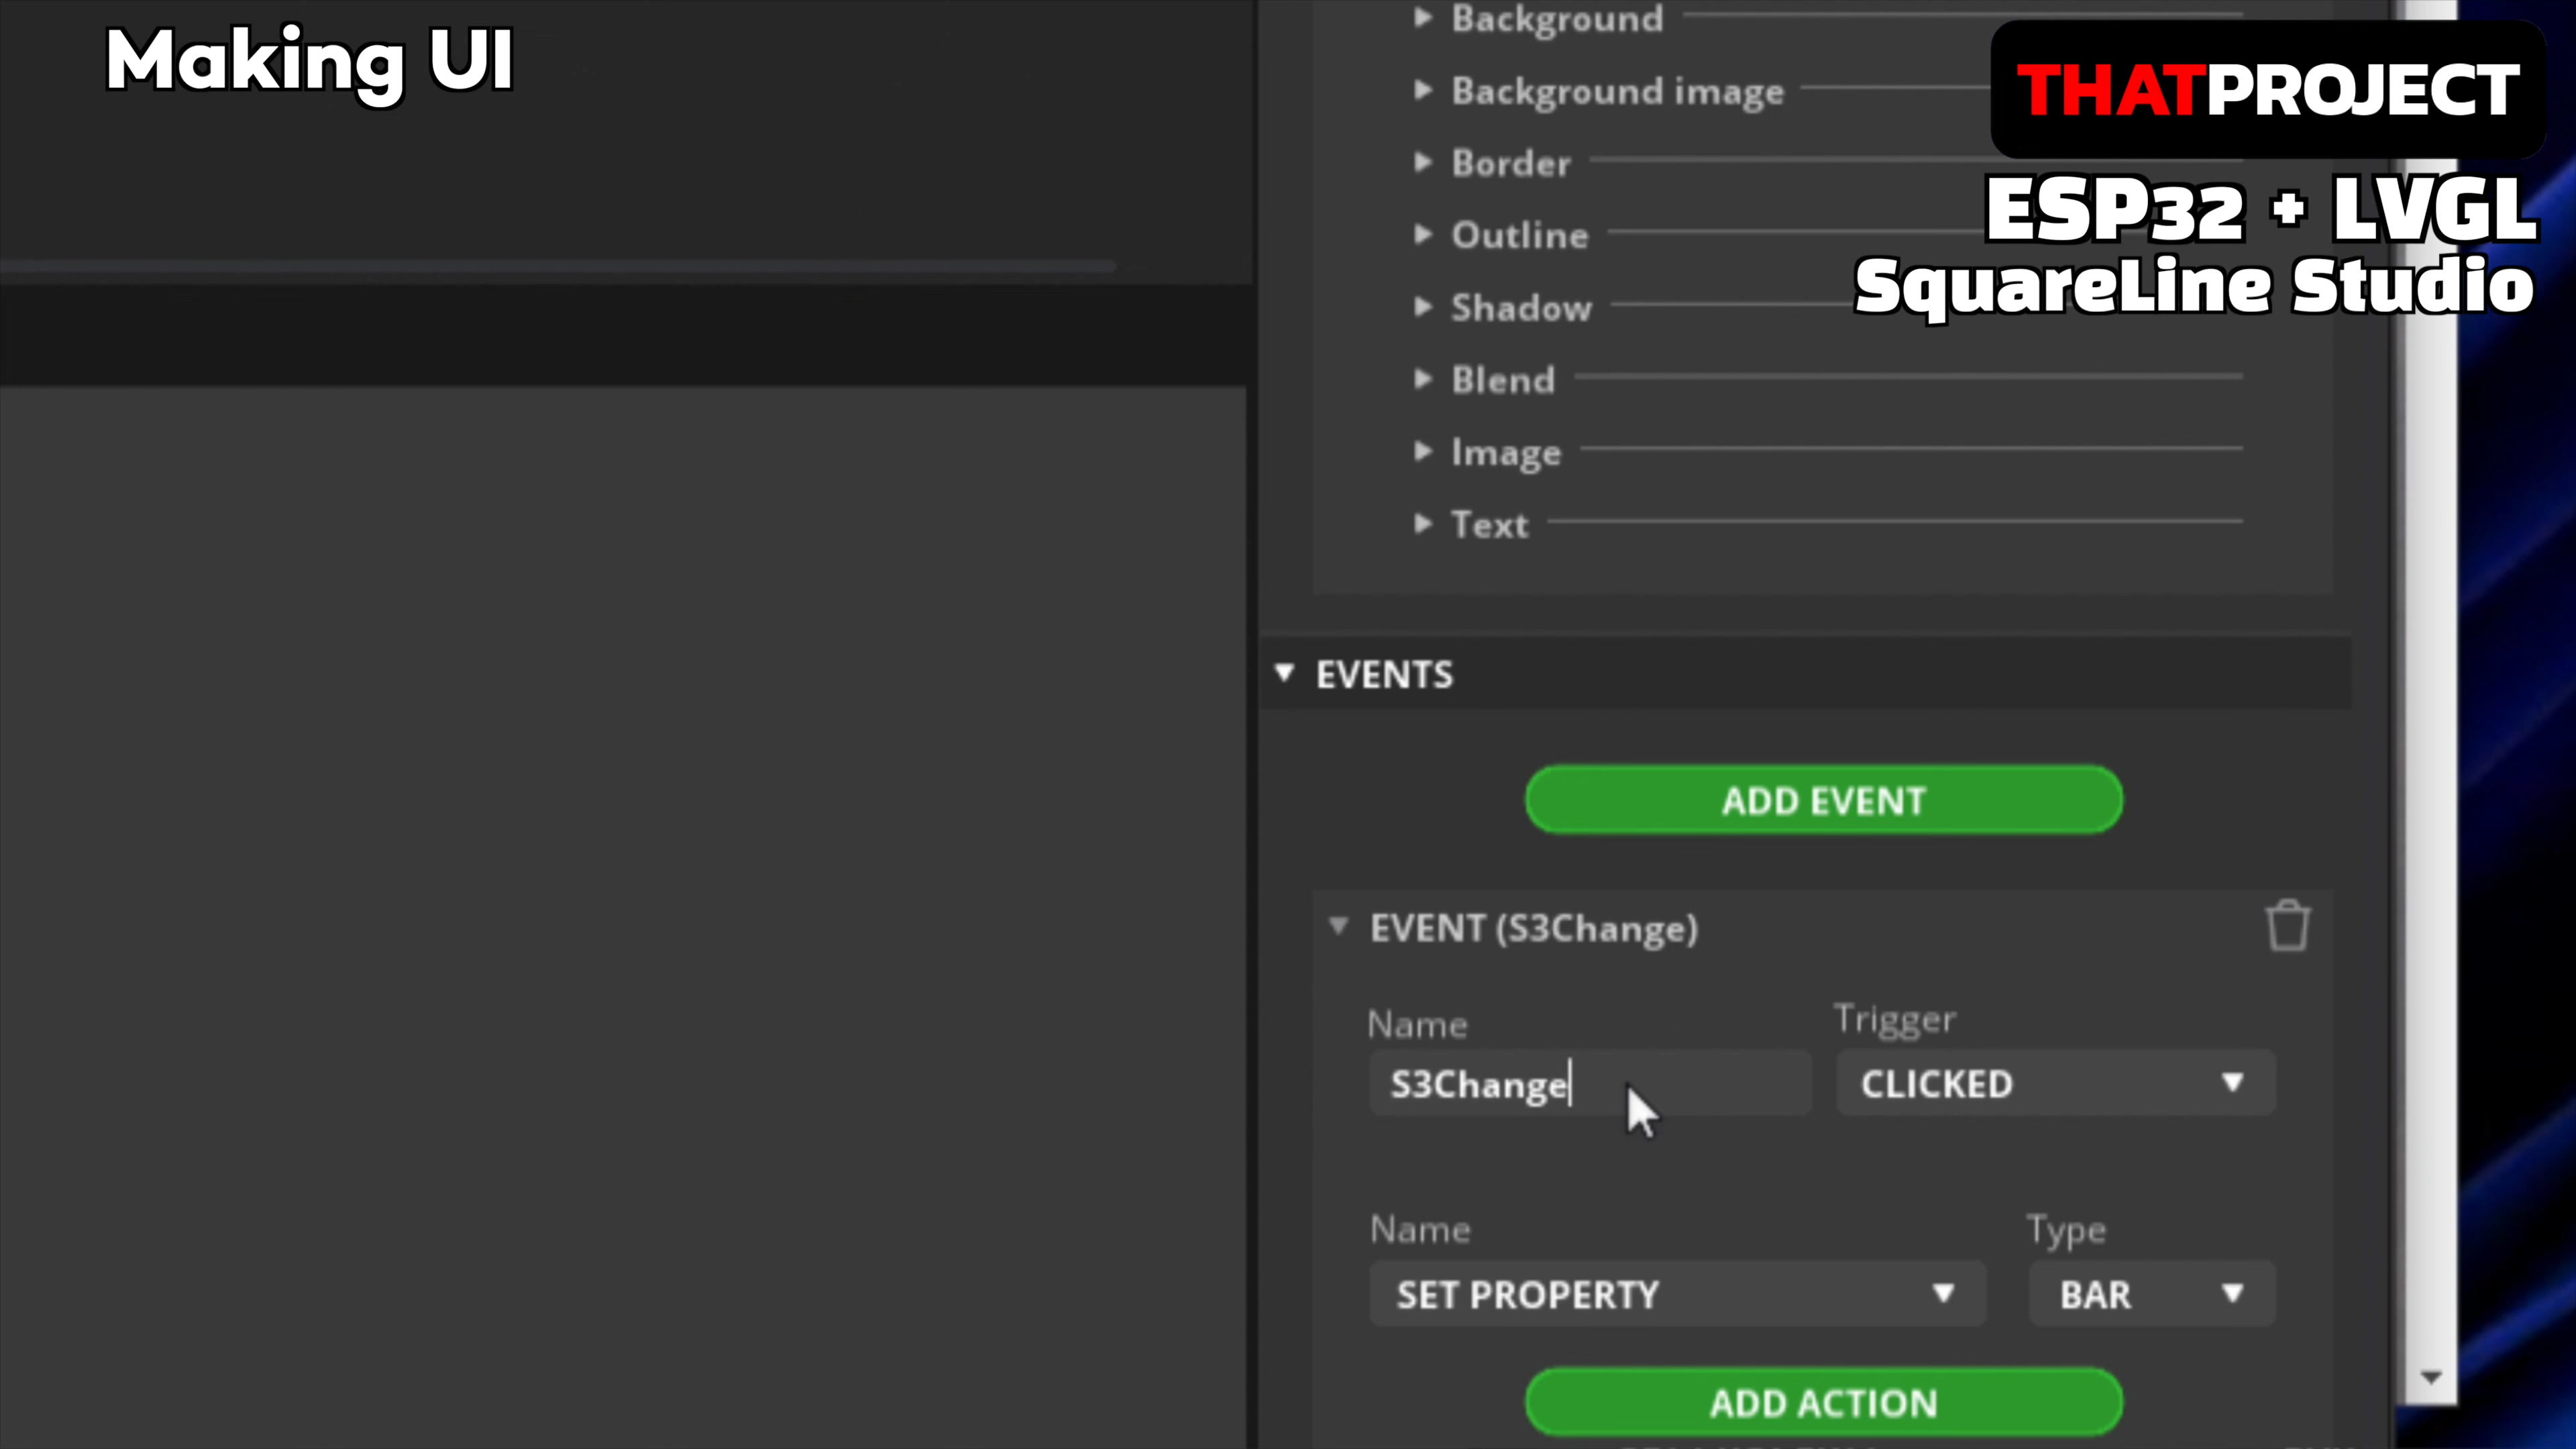 Making UI
THATPROJECT
ESP32 + LVGL
SquareLine Studio
Background
Background image
Border
Outline
Shadow
Blend
Image
Text
EVENTS
ADD EVENT
EVENT (S3Change)
Name
Trigger
S3Change
CLICKED
Name
Type
SET PROPERTY
BAR
ADD ACTION